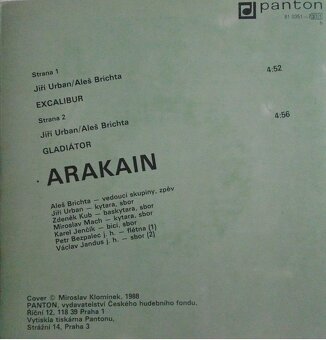 panton
Strana 1
Jiří Urban/Aleš Brichta 4:52
EXCALIBUR
Strana 2
Jiří Urban/Aleš Brichta 4:56
GLADIÁTOR
ARAKAIN
Aleš Brichta — vedoucí skupiny, zpěv
Jiří Urban — kytara, sbor
Zdeněk Kub — baskytara, sbor
Miroslav Mach — kytara, sbor
Karel Jenčík — bicí, sbor
Petr Bezpalec j. h. — flétna (1)
Václav Jandus j. h. — sbor (2)
Cover © Miroslav Klomínek, 1988
PANTON, vydavatelství Českého hudebního fondu,
Říční 12, 118 39 Praha 1
Vytiskla tiskárna Pantonu,
Strážní 14, Praha 3